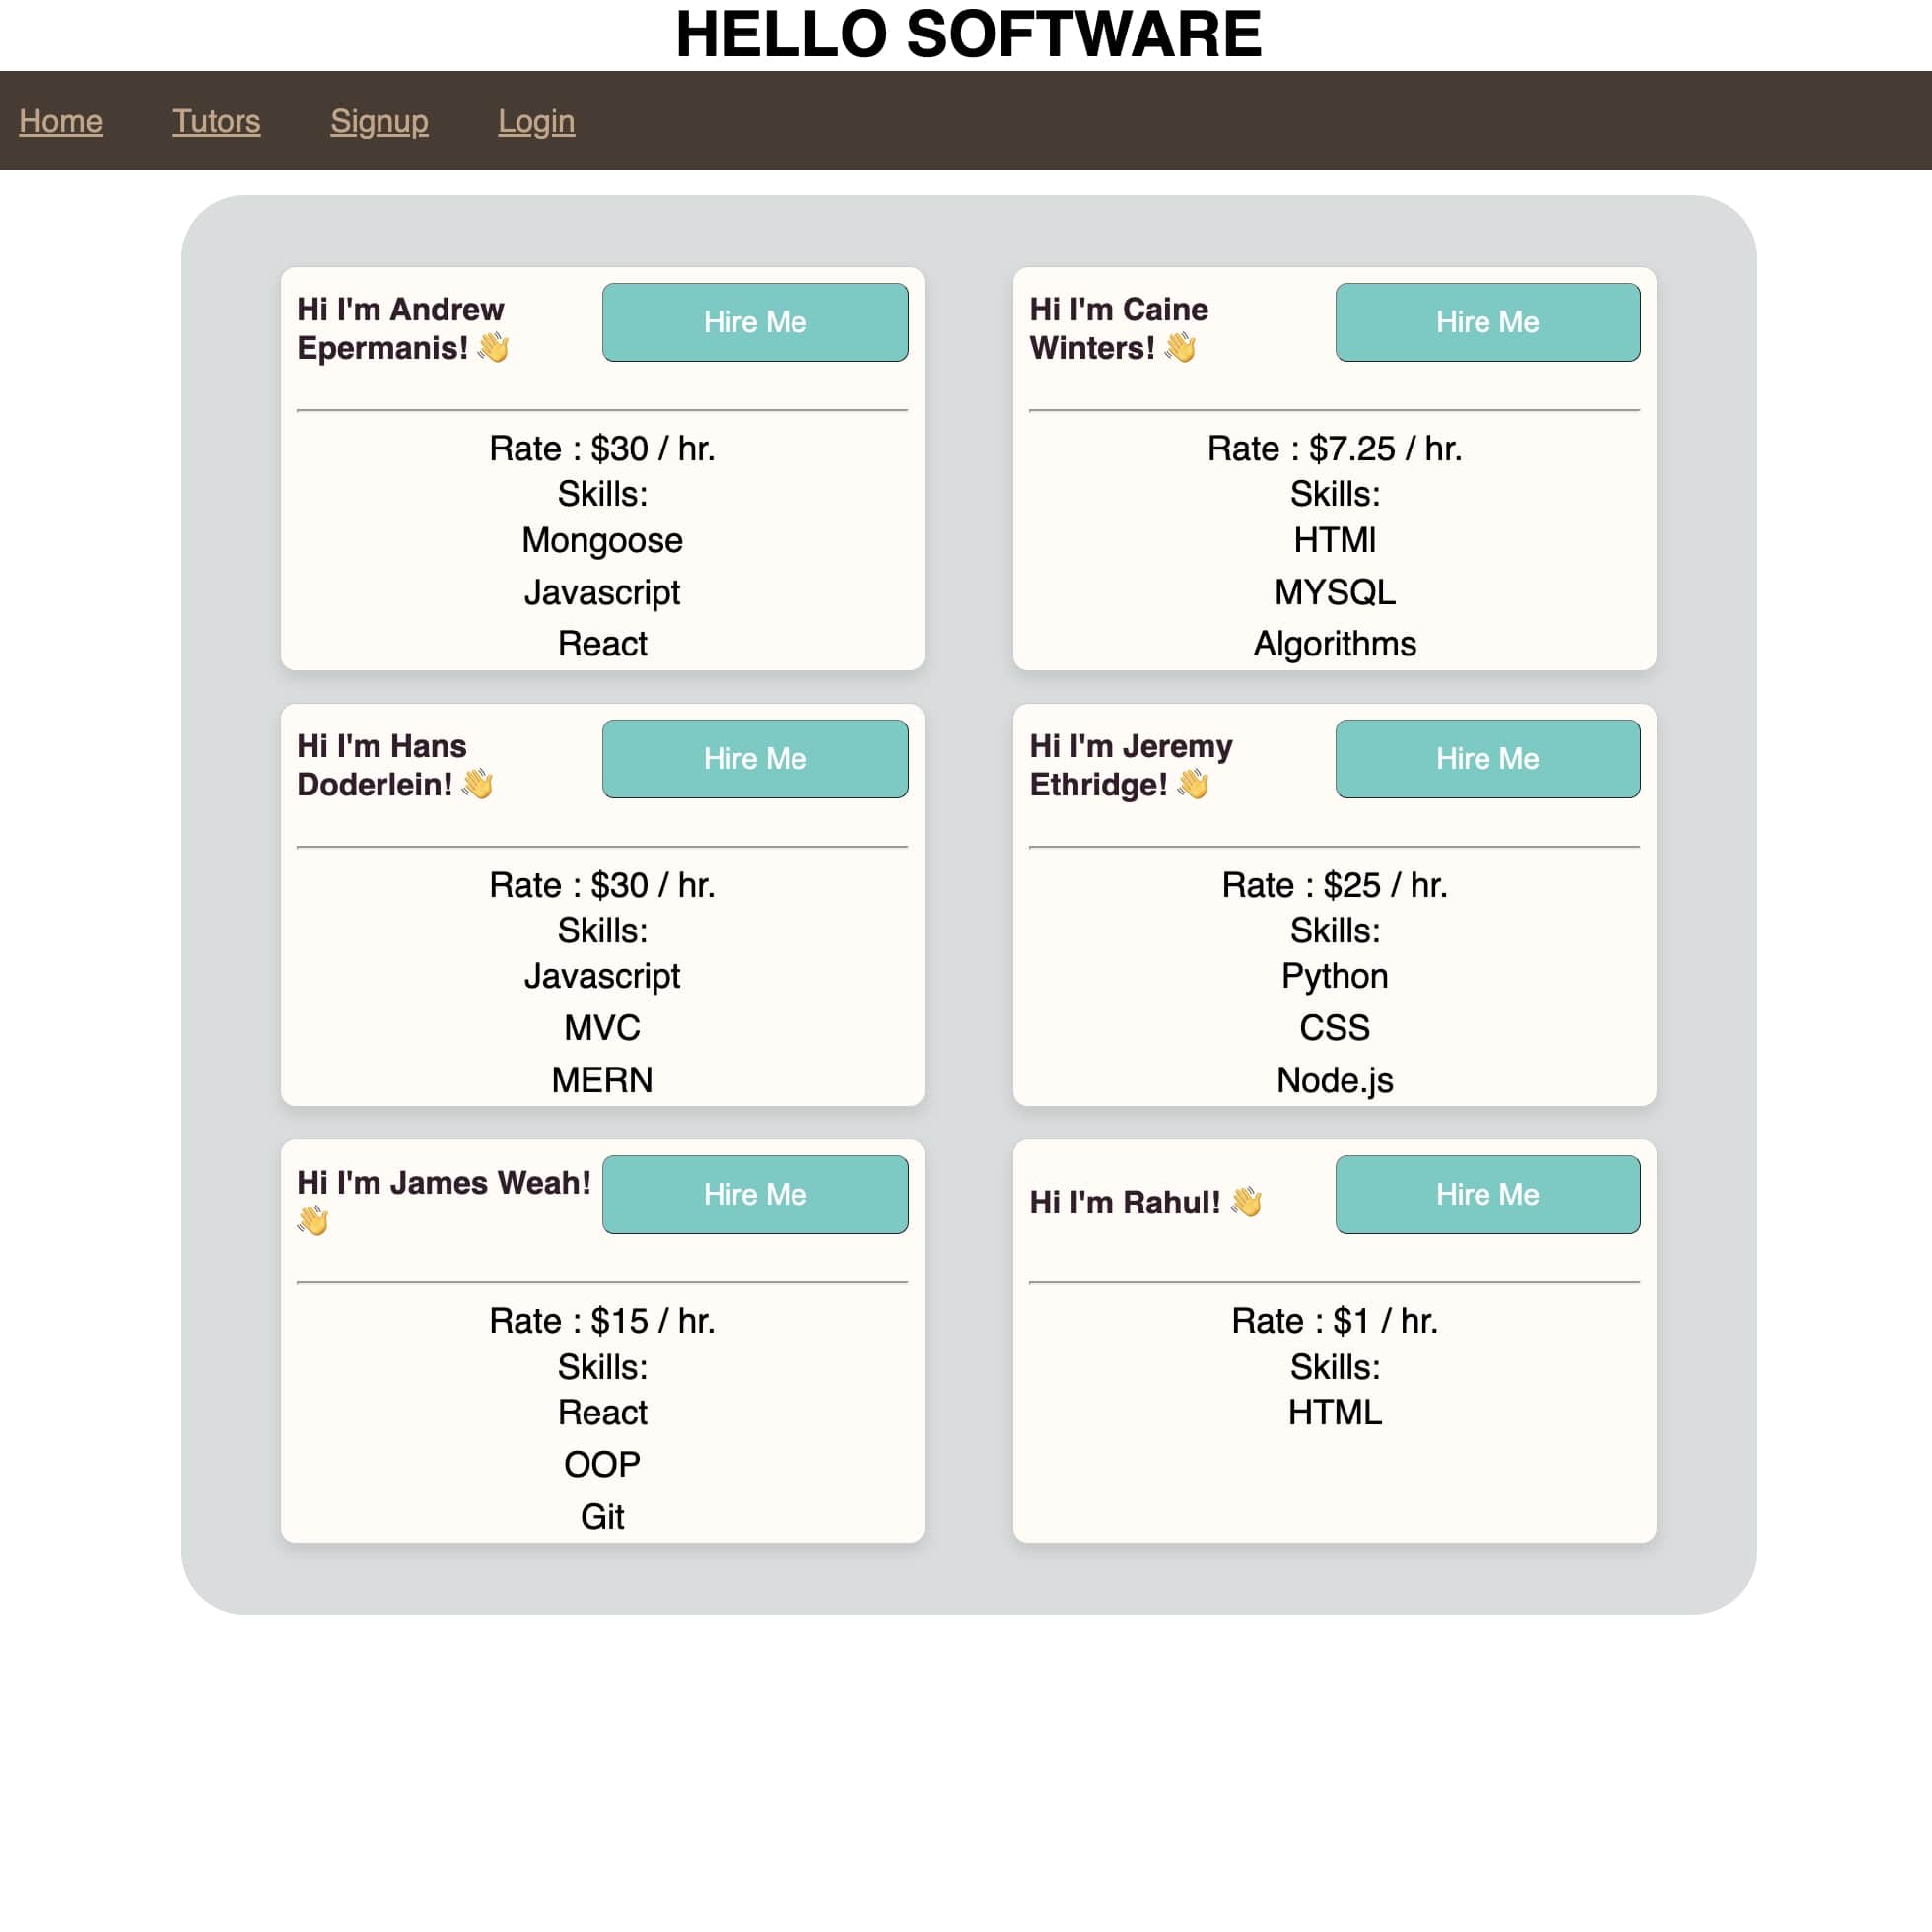 HELLO SOFTWARE
Home Tutors Signup Login
Hi I'm Andrew
Epermanis! 👋
Hire Me
Rate : $30 / hr.
Skills:
Mongoose
Javascript
React
Hi I'm Caine
Winters! 👋
Hire Me
Rate : $7.25 / hr.
Skills:
HTMl
MYSQL
Algorithms
Hi I'm Hans
Doderlein! 👋
Hire Me
Rate : $30 / hr.
Skills:
Javascript
MVC
MERN
Hi I'm Jeremy
Ethridge! 👋
Hire Me
Rate : $25 / hr.
Skills:
Python
CSS
Node.js
Hi I'm James Weah!
👋
Hire Me
Rate : $15 / hr.
Skills:
React
OOP
Git
Hi I'm Rahul! 👋
Hire Me
Rate : $1 / hr.
Skills:
HTML